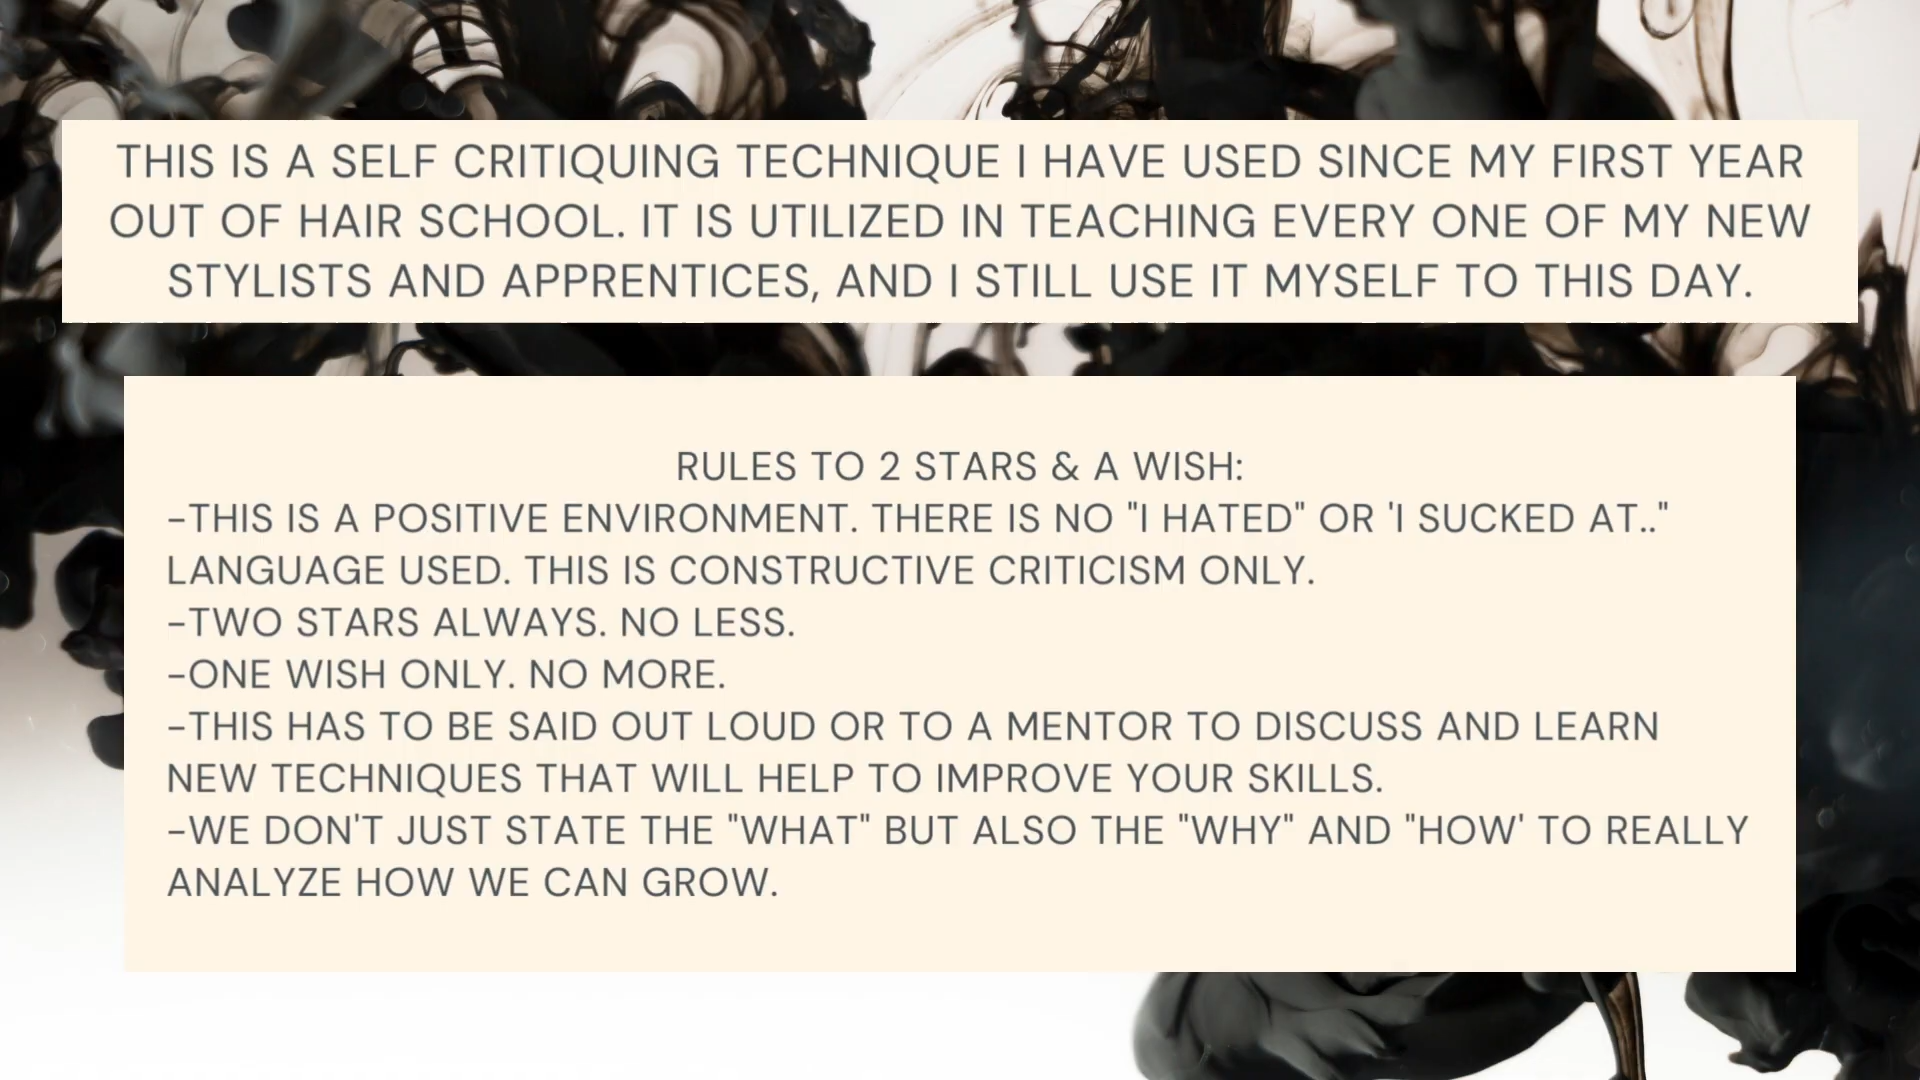 THIS IS A SELF CRITIQUING TECHNIQUE I HAVE USED SINCE MY FIRST YEAR
OUT OF HAIR SCHOOL. IT IS UTILIZED IN TEACHING EVERY ONE OF MY NEW
STYLISTS AND APPRENTICES, AND I STILL USE IT MYSELF TO THIS DAY.
RULES TO 2 STARS & A WISH:
-THIS IS A POSITIVE ENVIRONMENT. THERE IS NO "I HATED" OR 'I SUCKED AT.."
LANGUAGE USED. THIS IS CONSTRUCTIVE CRITICISM ONLY.
-TWO STARS ALWAYS. NO LESS.
-ONE WISH ONLY. NO MORE.
-THIS HAS TO BE SAID OUT LOUD OR TO A MENTOR TO DISCUSS AND LEARN
NEW TECHNIQUES THAT WILL HELP TO IMPROVE YOUR SKILLS.
-WE DON'T JUST STATE THE "WHAT" BUT ALSO THE "WHY" AND "HOW' TO REALLY
ANALYZE HOW WE CAN GROW.